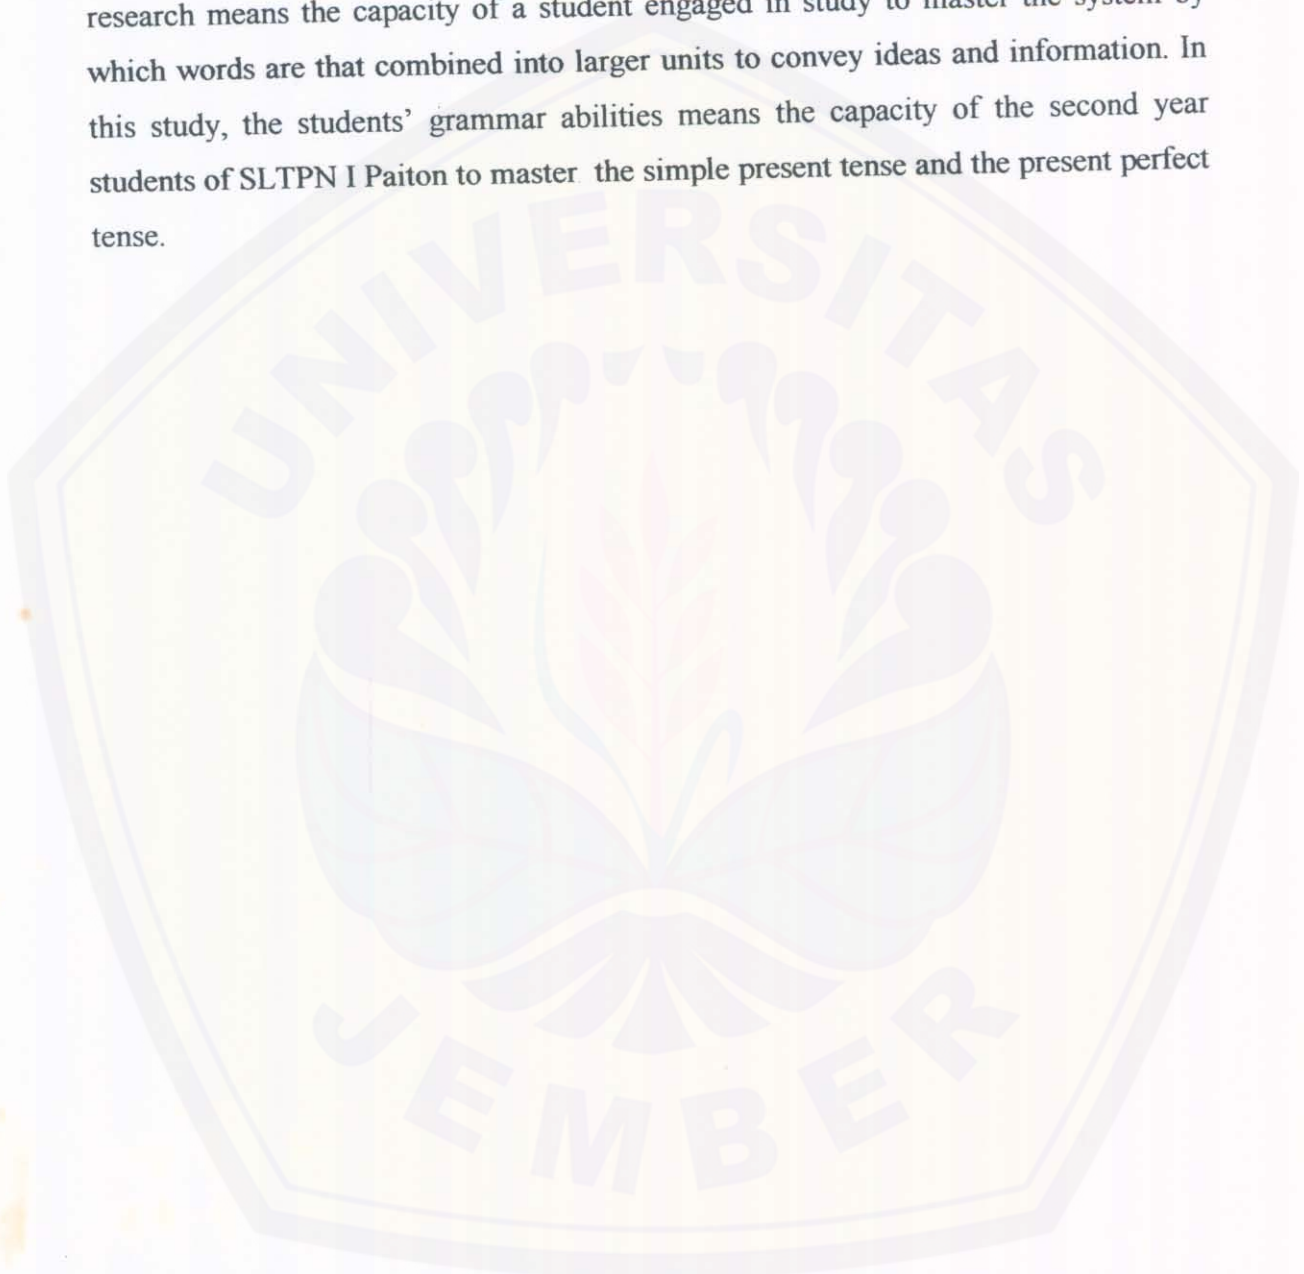 research means the capacity of a student engaged in study to master the system by
which words are that combined into larger units to convey ideas and information. In
this study, the students’ grammar abilities means the capacity of the second year
students of SLTPN I Paiton to master the simple present tense and the present perfect
tense.
UNIVERSITAS
JEMBER